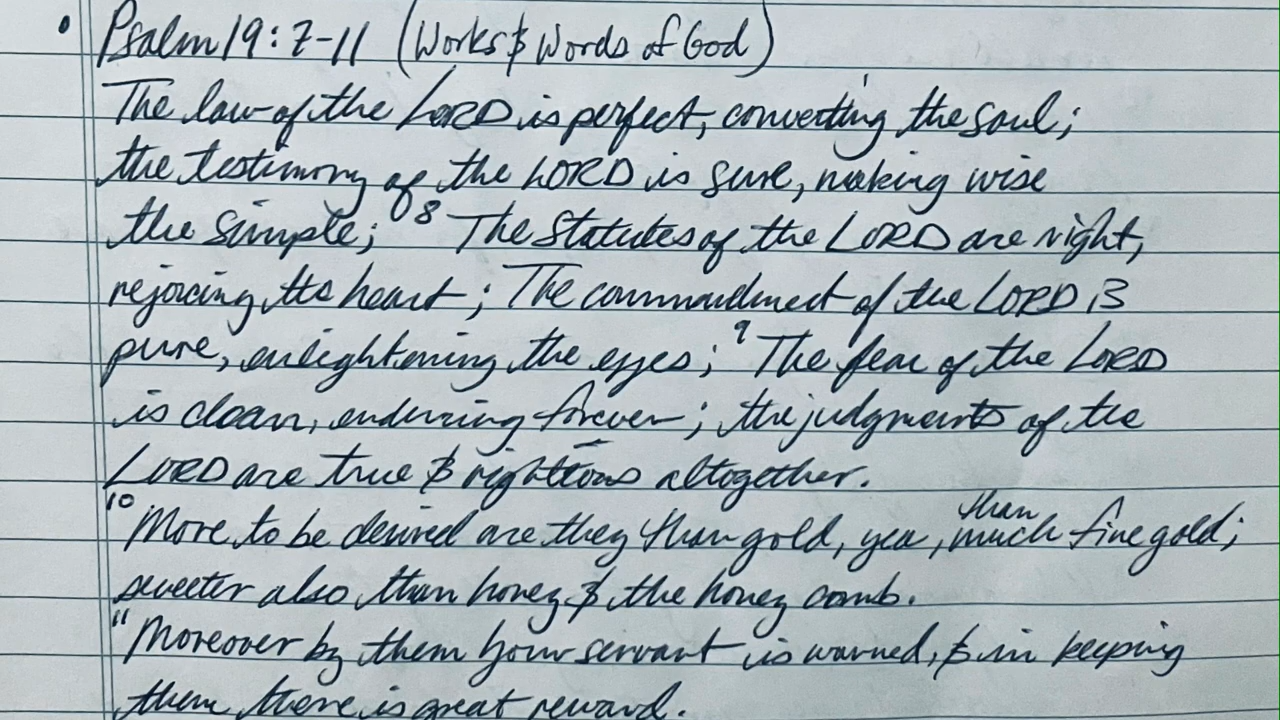 • Psalm 19:7-11 (Works & Words of God)
The law of the LORD is perfect, converting the soul;
the testimony of the LORD is sure, making wise
the simple; 8 The Statutes of the LORD are right,
rejoicing the heart; The commandment of the LORD is
pure, enlightening the eyes; 9 The fear of the LORD
is clean, enduring forever; the judgments of the
LORD are true & righteous altogether.
10 More to be desired are they than gold, yea, than much fine gold;
sweeter also than honey & the honey comb.
11 Moreover by them Your servant is warned, & in keeping
them there is great reward.